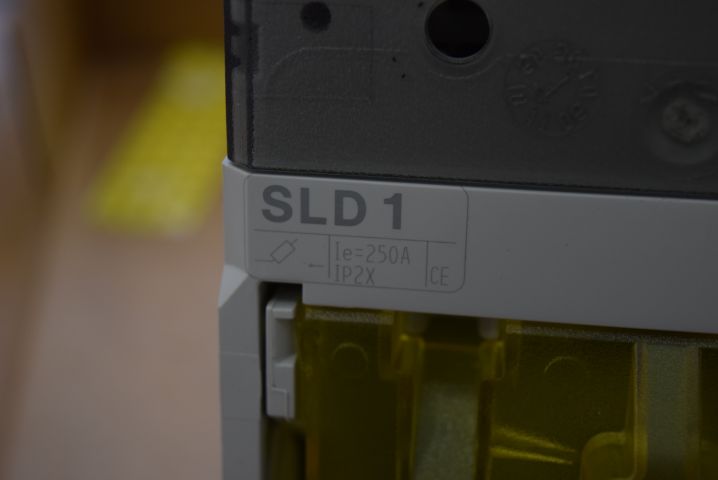 SLD 1
Ie=250A
IP2X
CE